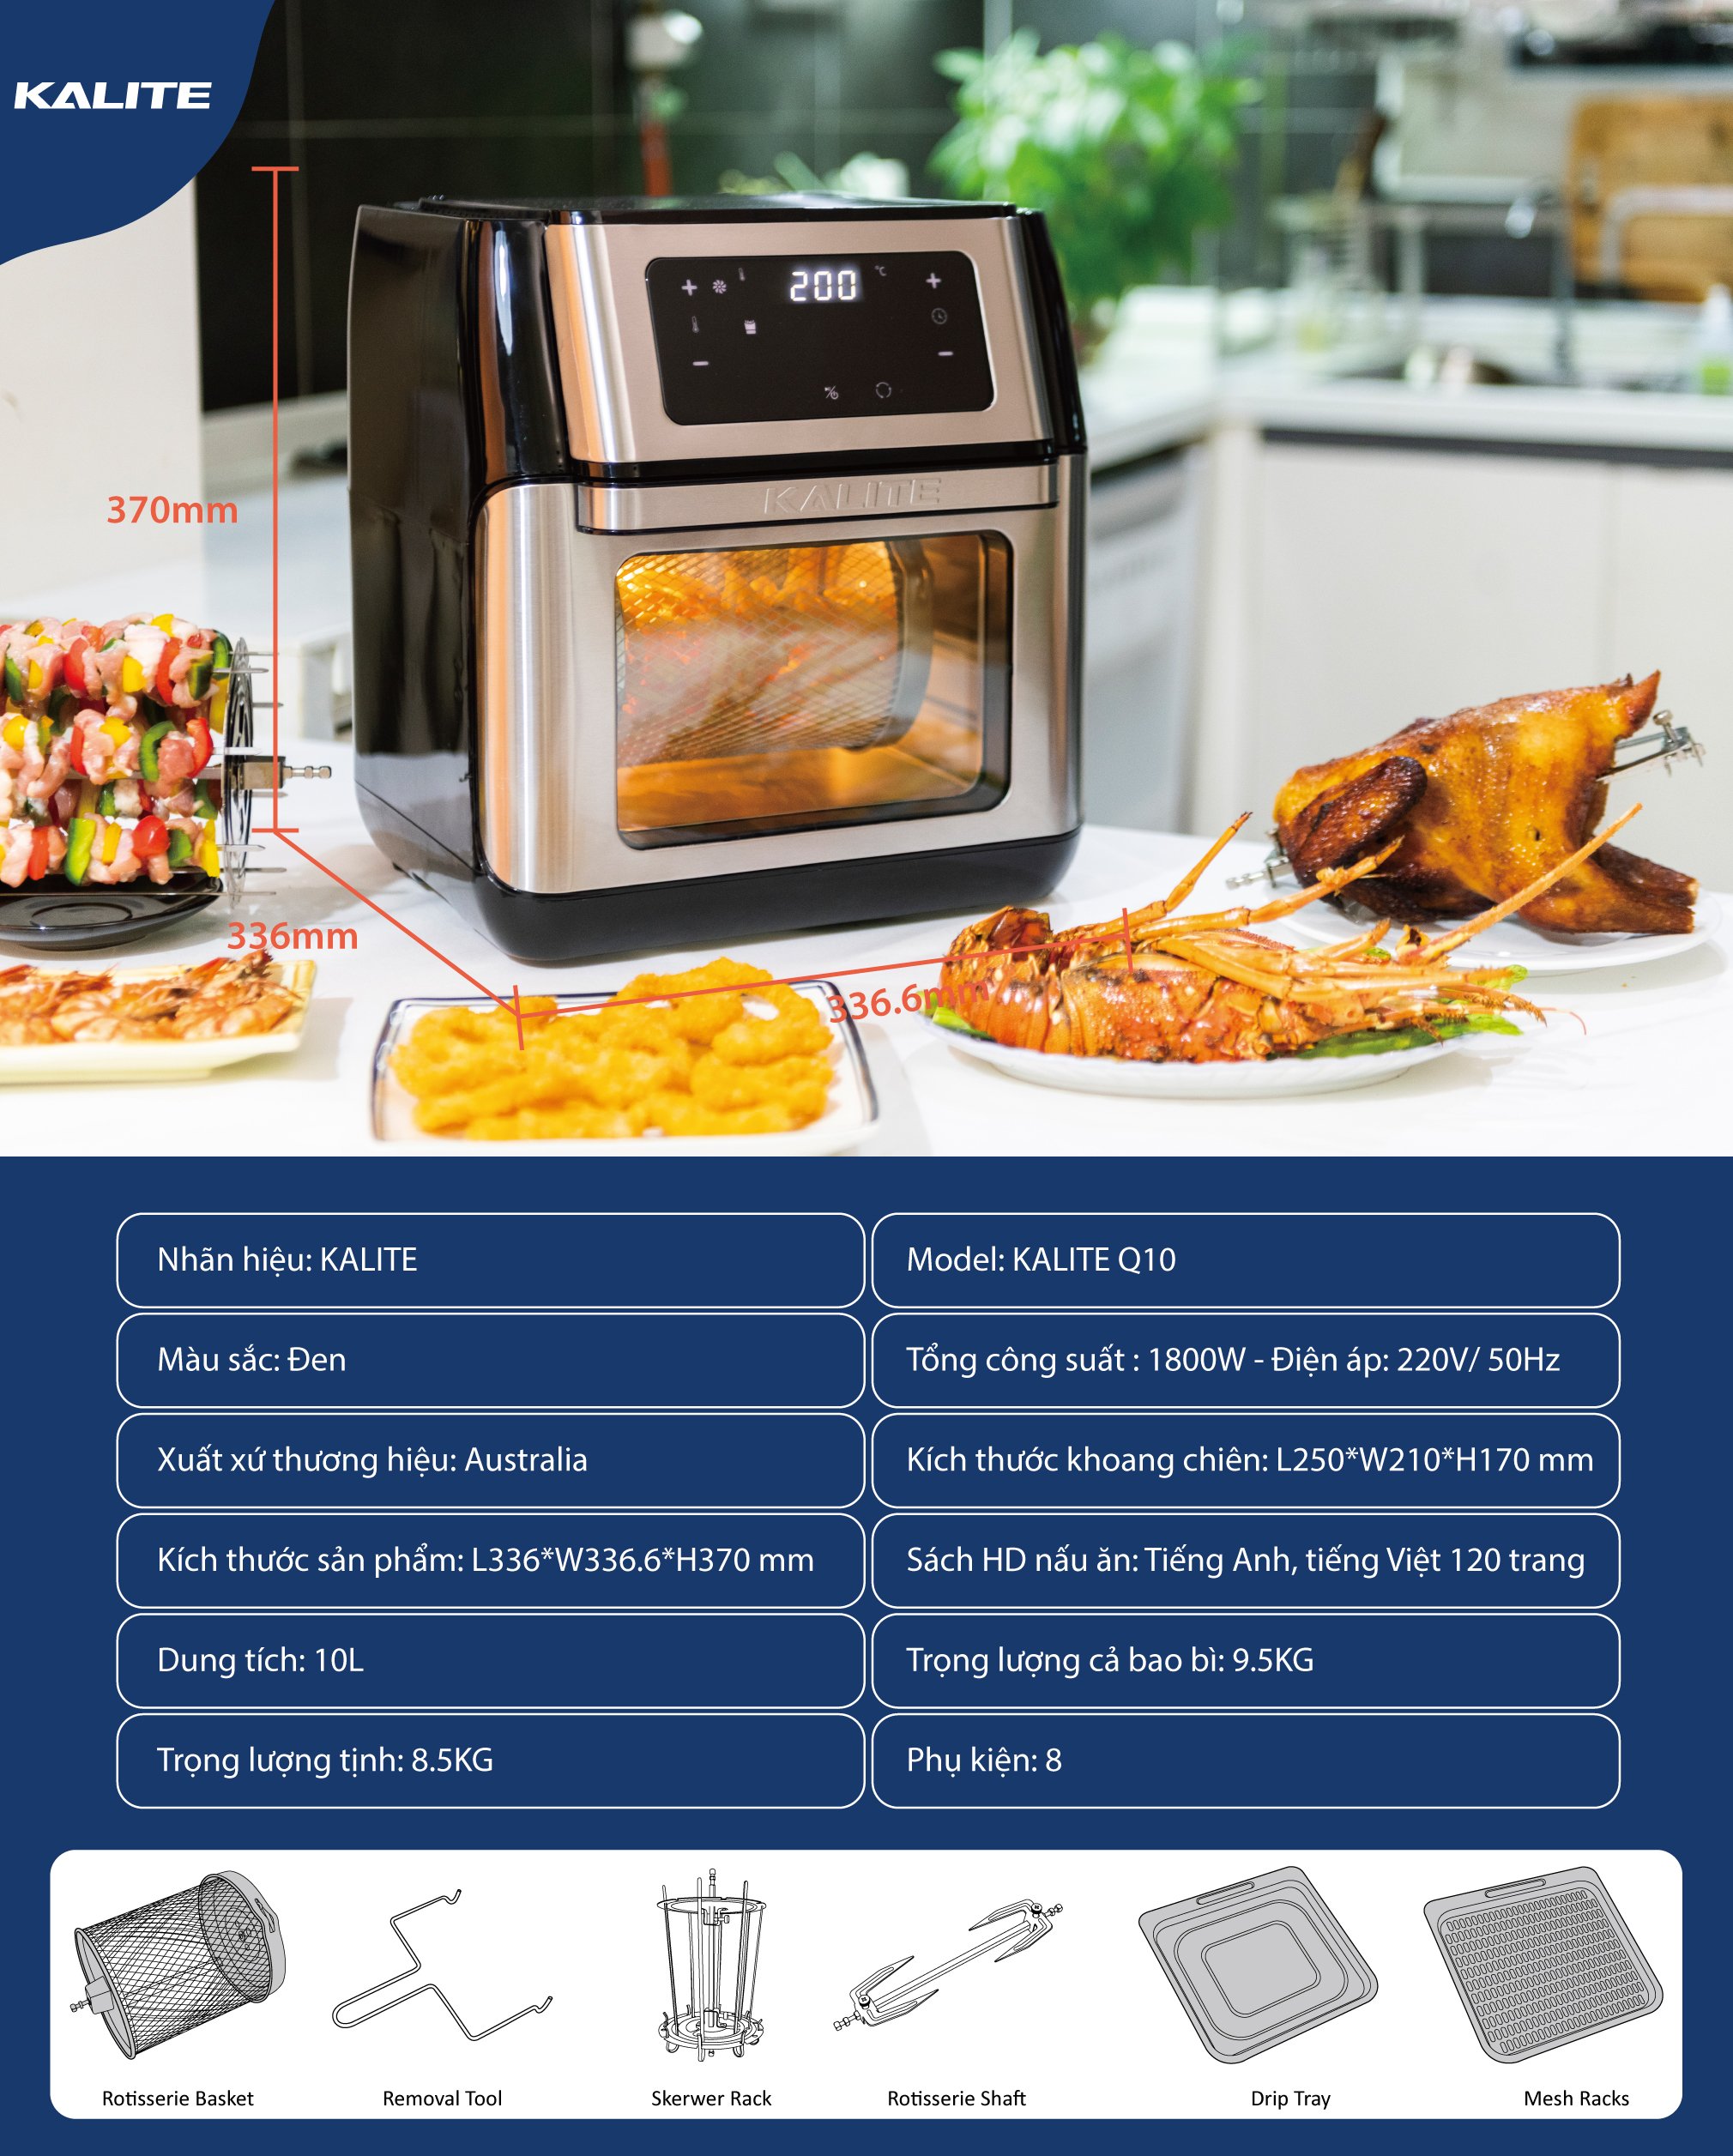 KALITE
200
°C
KALITE
370mm
336mm
336.6mm
Nhãn hiệu: KALITE
Model: KALITE Q10
Màu sắc: Đen
Tổng công suất : 1800W - Điện áp: 220V/ 50Hz
Xuất xứ thương hiệu: Australia
Kích thước khoang chiên: L250*W210*H170 mm
Kích thước sản phẩm: L336*W336.6*H370 mm
Sách HD nấu ăn: Tiếng Anh, tiếng Việt 120 trang
Dung tích: 10L
Trọng lượng cả bao bì: 9.5KG
Trọng lượng tịnh: 8.5KG
Phụ kiện: 8
Rotisserie Basket
Removal Tool
Skerwer Rack
Rotisserie Shaft
Drip Tray
Mesh Racks